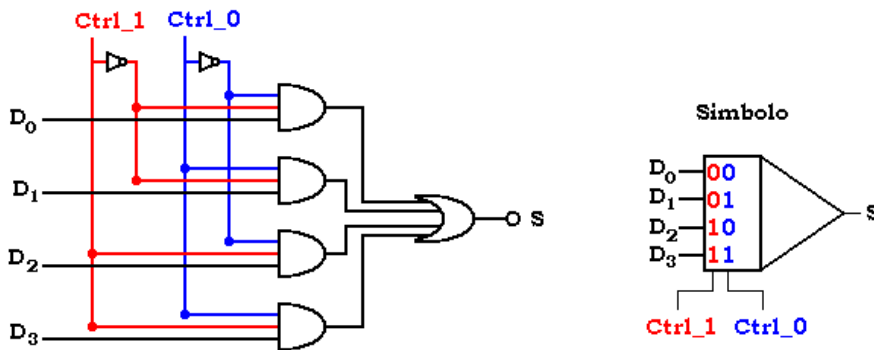 Ctrl_1 Ctrl_0
D0
D1
D2
D3
S
Simbolo
D0 00
D1 01
D2 10
D3 11
S
Ctrl_1 Ctrl_0